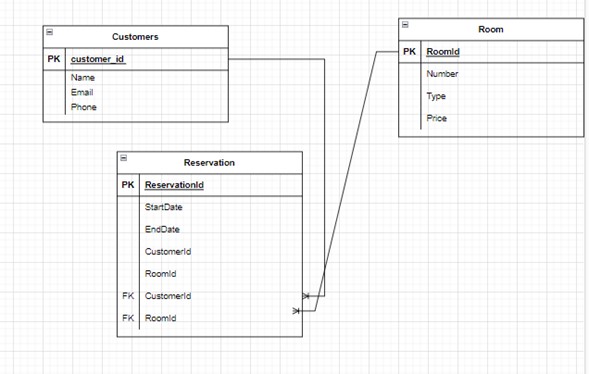 Customers
PK customer_id
Name
Email
Phone
Room
PK RoomId
Number
Type
Price
Reservation
PK ReservationId
StartDate
EndDate
CustomerId
RoomId
FK CustomerId
FK RoomId